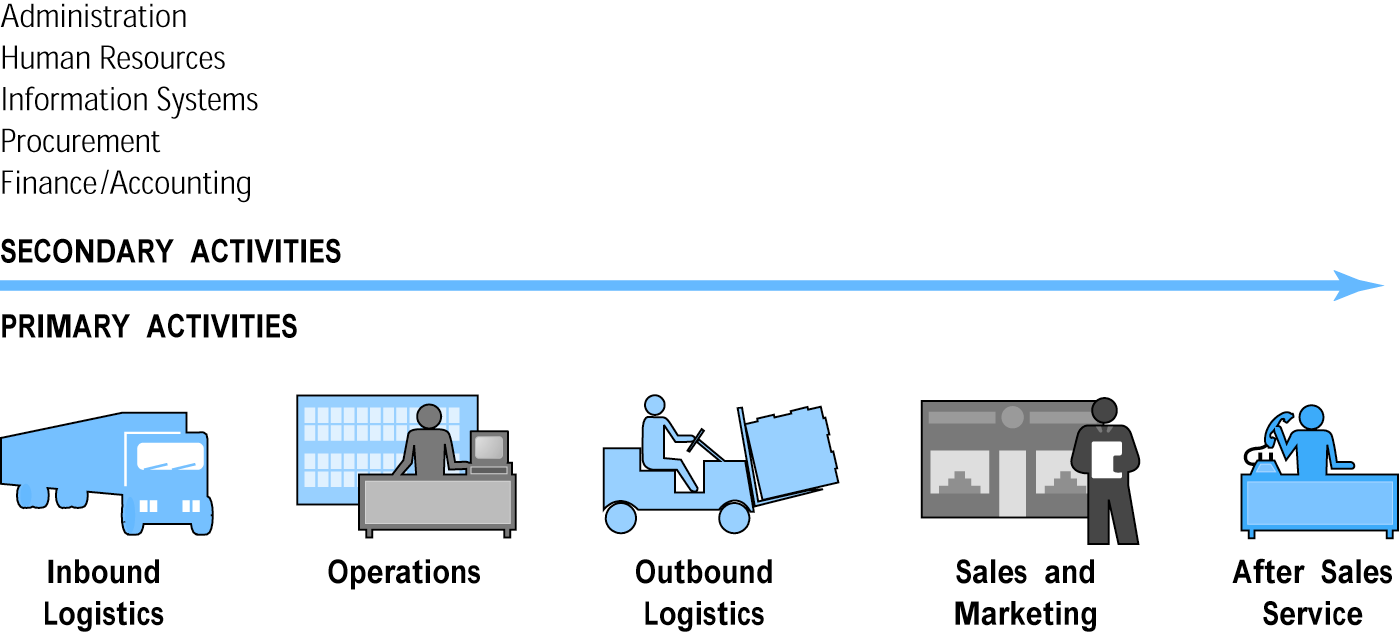 Administration
Human Resources
Information Systems
Procurement
Finance/Accounting
SECONDARY ACTIVITIES
PRIMARY ACTIVITIES
Inbound
Logistics
Operations
Outbound
Logistics
Sales and
Marketing
After Sales
Service